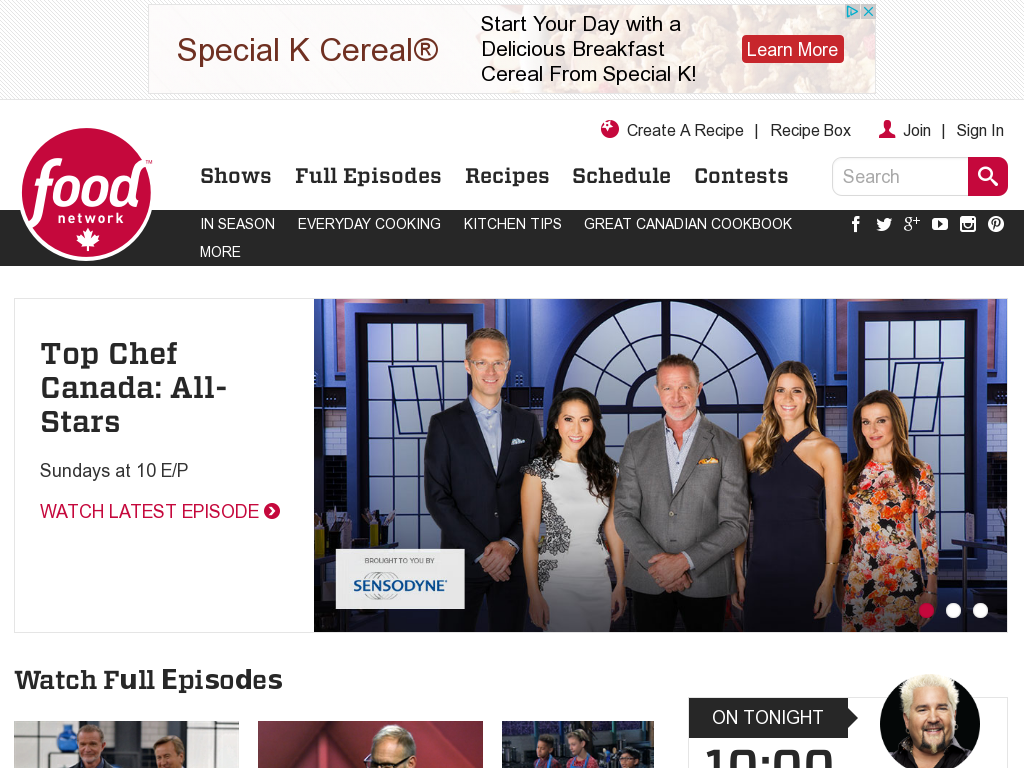 Special K Cereal®
Start Your Day with a
Delicious Breakfast
Cereal From Special K!
Learn More
Create A Recipe | Recipe Box
Join | Sign In
food
network
™
Shows Full Episodes Recipes Schedule Contests
Search
IN SEASON EVERYDAY COOKING KITCHEN TIPS GREAT CANADIAN COOKBOOK
MORE
Top Chef
Canada: All-
Stars
Sundays at 10 E/P
WATCH LATEST EPISODE
BROUGHT TO YOU BY
SENSODYNE
Watch Full Episodes
ON TONIGHT
10:00